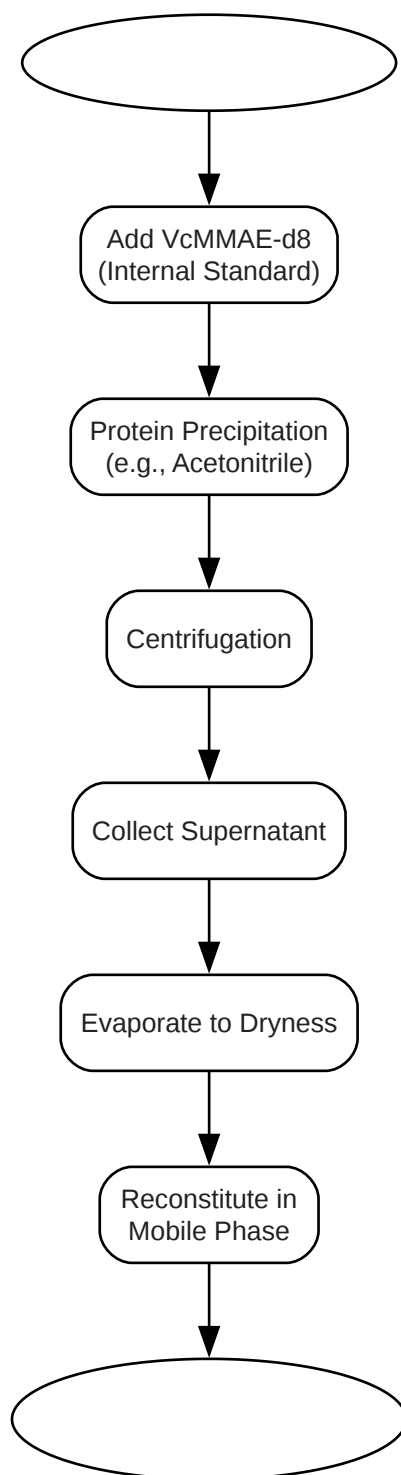 Add VcMMAE-d8
(Internal Standard)
Protein Precipitation
(e.g., Acetonitrile)
Centrifugation
Collect Supernatant
Evaporate to Dryness
Reconstitute in
Mobile Phase